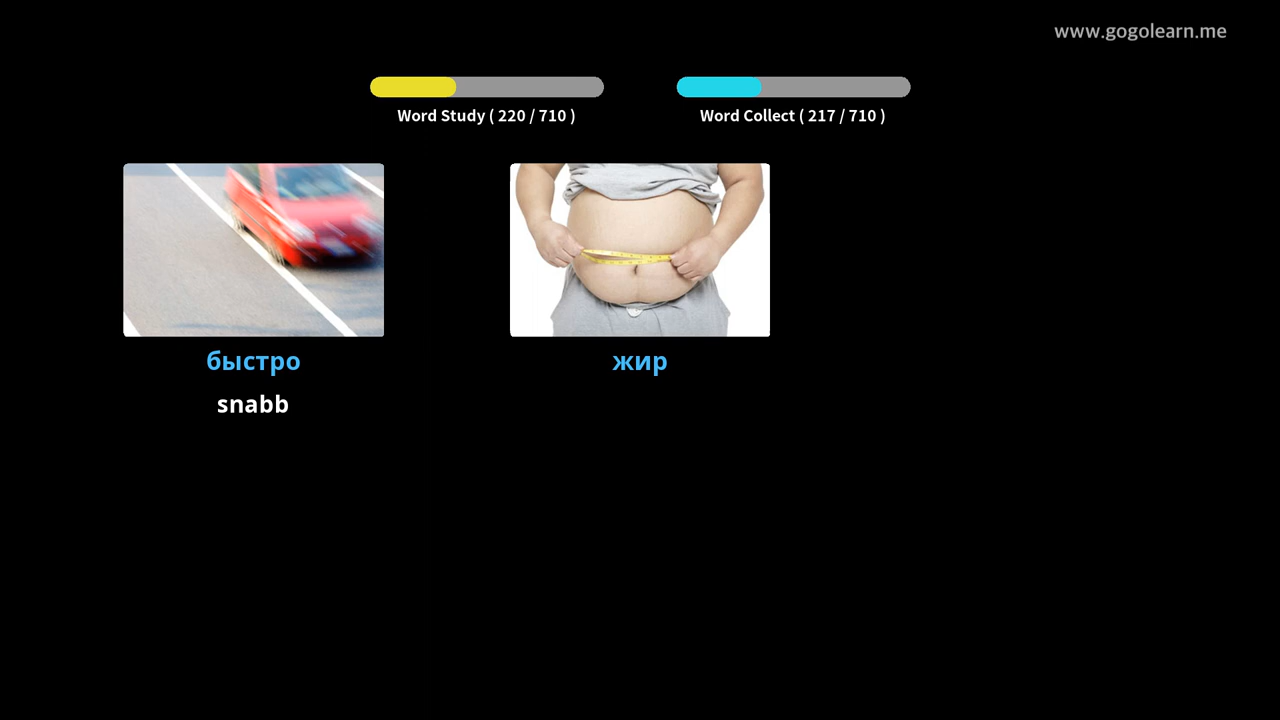 www.gogolearn.me
Word Study ( 220 / 710 )
Word Collect ( 217 / 710 )
быстро
жир
snabb